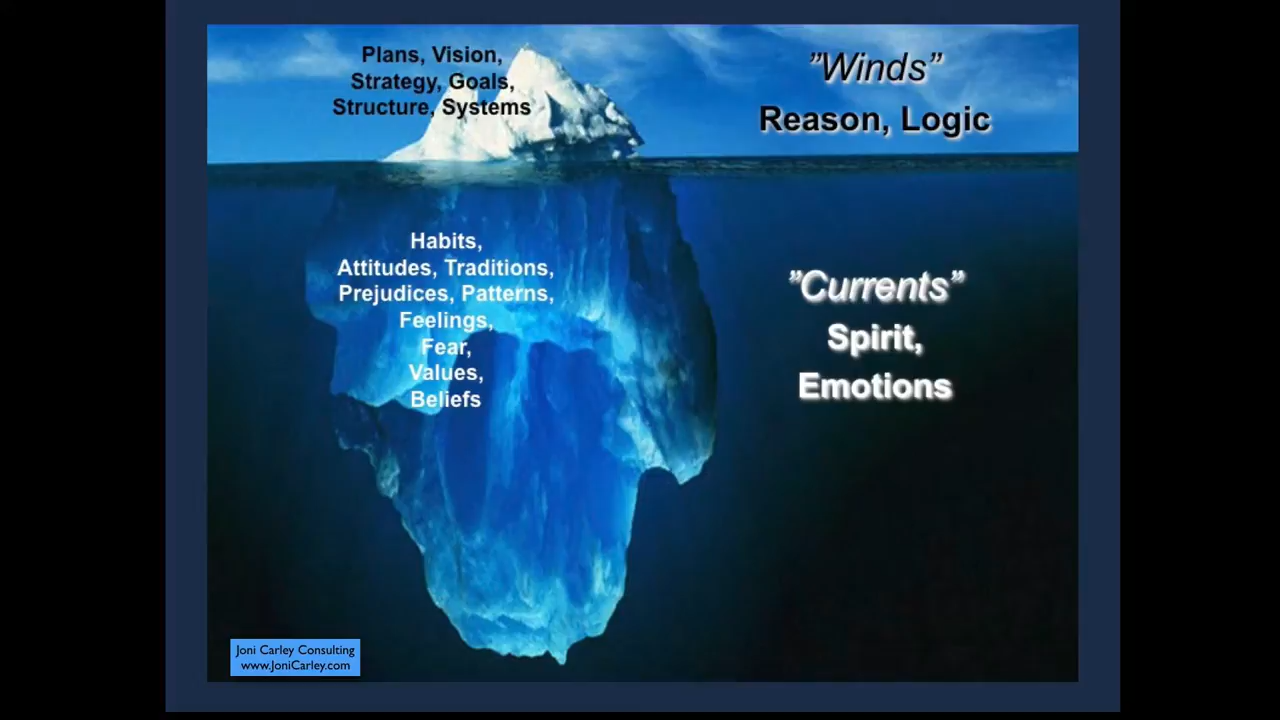 Plans, Vision,
Strategy, Goals,
Structure, Systems
"Winds"
Reason, Logic
Habits,
Attitudes, Traditions,
Prejudices, Patterns,
Feelings,
Fear,
Values,
Beliefs
"Currents"
Spirit,
Emotions
Joni Carley Consulting
www.JoniCarley.com